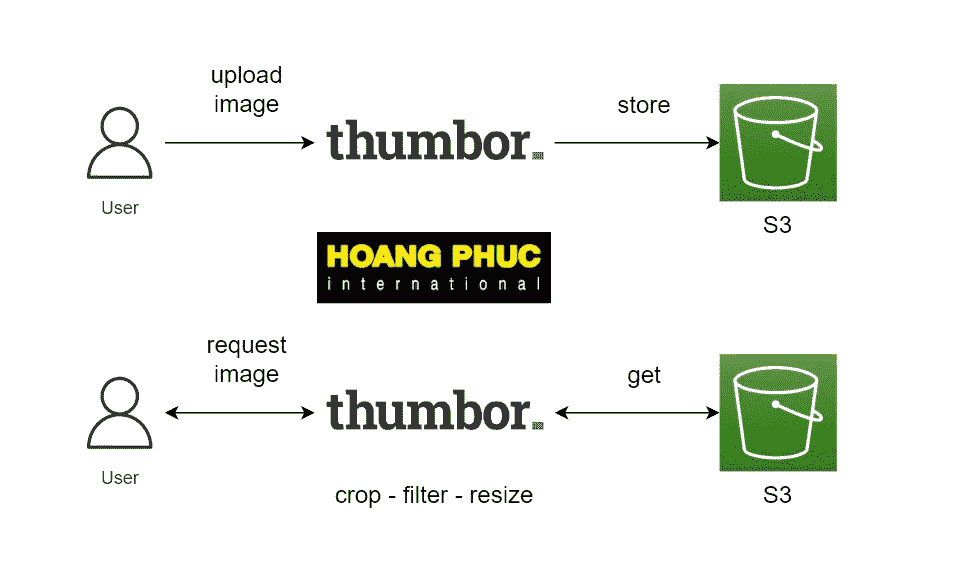 upload
image
store
thumbor.
User
S3
HOANG PHUC
international
request
image
get
thumbor.
User
crop - filter - resize
S3